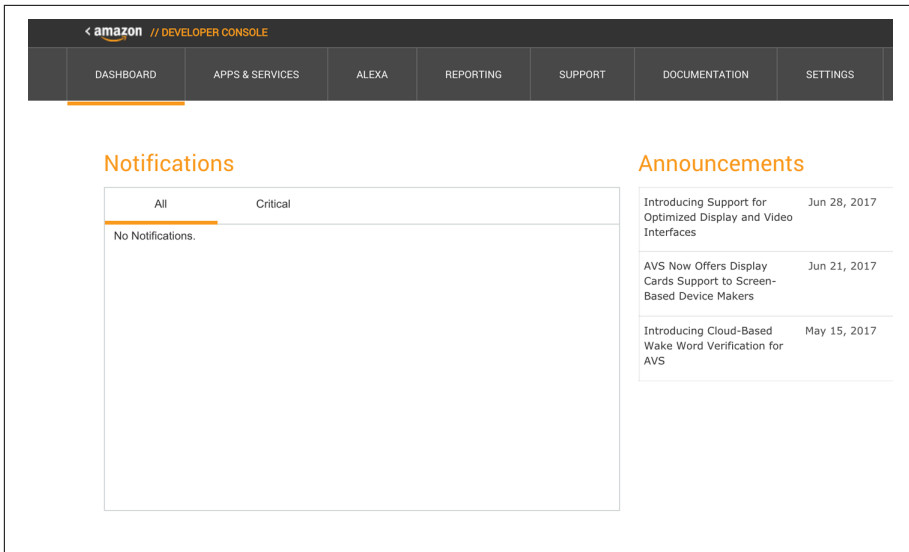 < amazon // DEVELOPER CONSOLE
DASHBOARD APPS & SERVICES ALEXA REPORTING SUPPORT DOCUMENTATION SETTINGS
Notifications
All Critical
No Notifications.
Announcements
Introducing Support for Jun 28, 2017
Optimized Display and Video
Interfaces
AVS Now Offers Display Jun 21, 2017
Cards Support to Screen-
Based Device Makers
Introducing Cloud-Based May 15, 2017
Wake Word Verification for
AVS